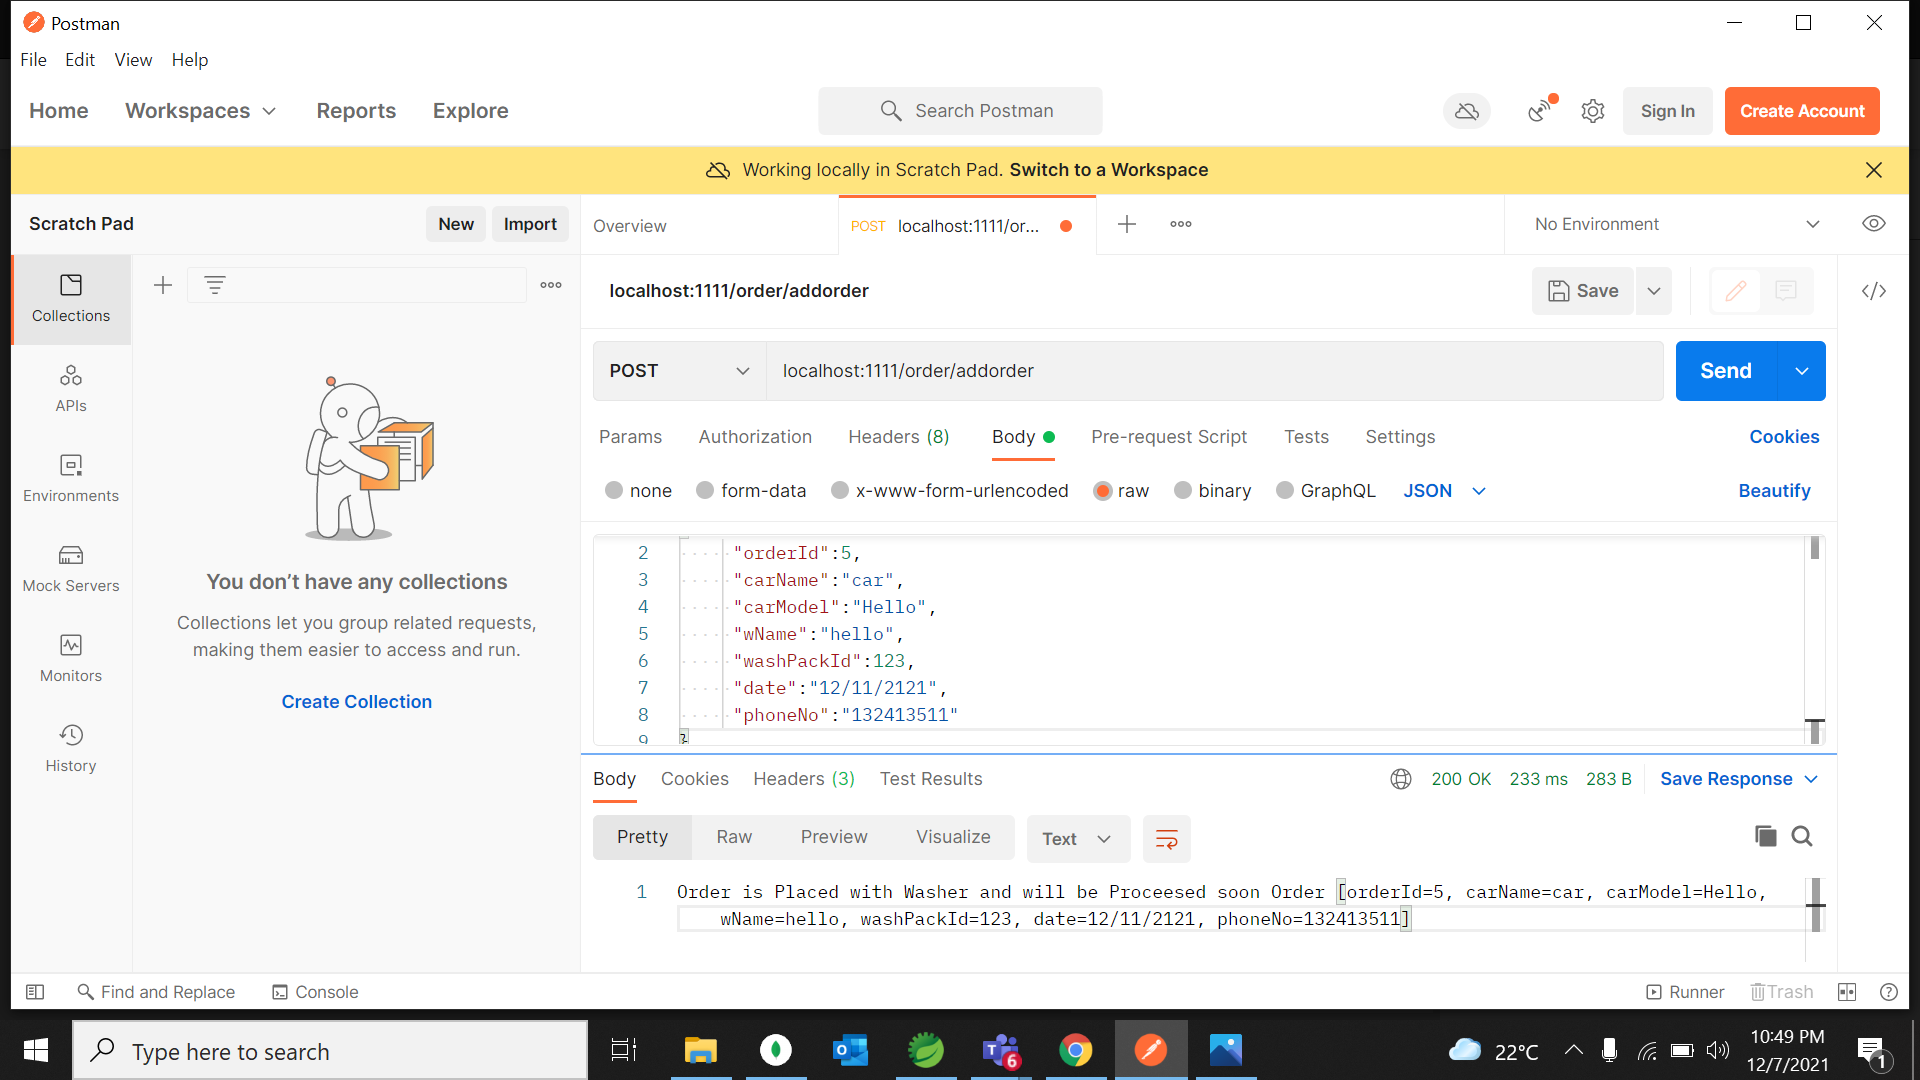 Postman
File Edit View Help
Home Workspaces Reports Explore
Search Postman
Sign In
Create Account
Working locally in Scratch Pad. Switch to a Workspace
Scratch Pad
New
Import
Overview
POST localhost:1111/or...
No Environment
Collections
APIs
Environments
Mock Servers
Monitors
History
You don't have any collections
Collections let you group related requests,
making them easier to access and run.
Create Collection
localhost:1111/order/addorder
Save
POST
localhost:1111/order/addorder
Send
Params Authorization Headers (8) Body Pre-request Script Tests Settings
Cookies
none form-data x-www-form-urlencoded raw binary GraphQL JSON
Beautify
2 "orderId":5,
3 "carName":"car",
4 "carModel":"Hello",
5 "wName":"hello",
6 "washPackId":123,
7 "date":"12/11/2121",
8 "phoneNo":"132413511"
9 }
Body Cookies Headers (3) Test Results
200 OK 233 ms 283 B Save Response
Pretty Raw Preview Visualize Text
1 Order is Placed with Washer and will be Proceesed soon Order [orderId=5, carName=car, carModel=Hello,
wName=hello, washPackId=123, date=12/11/2121, phoneNo=132413511]
Find and Replace Console
Runner Trash
Type here to search
6
22°C
10:49 PM
12/7/2021
1